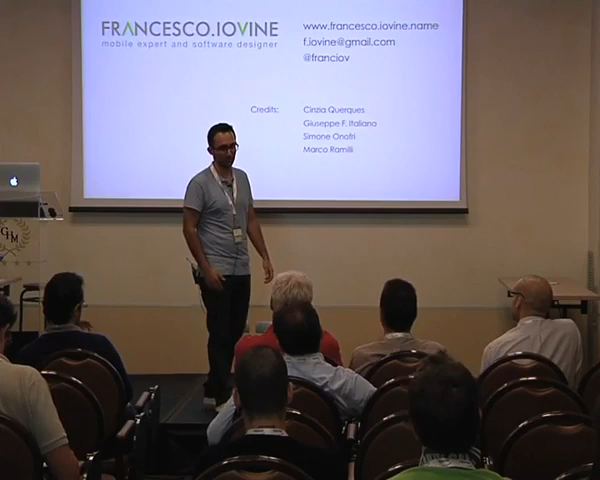 FRANCESCO.IOVINE
mobile expert and software designer
www.francesco.iovine.name
f.iovine@gmail.com
@franciov
Credits:
Cinzia Querques
Giuseppe F. Italiano
Simone Onofri
Marco Ramilli
GHM